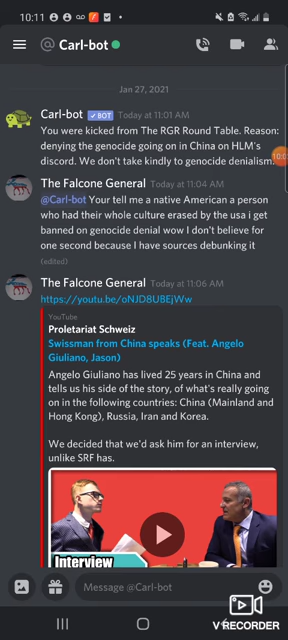 10:11
@ Carl-bot
Jan 27, 2021
Carl-bot ✓ BOT Today at 11:01 AM
You were kicked from The RGR Round Table. Reason:
denying the genocide going on in China on HLM's
discord. We don't take kindly to genocide denialism.
10:0
The Falcone General Today at 11:04 AM
@Carl-bot Your tell me a native American a person
who had their whole culture erased by the usa i get
banned on genocide denial wow I don't believe for
one second because I have sources debunking it
(edited)
The Falcone General Today at 11:06 AM
https://youtu.be/oNJD8UBEjWw
YouTube
Proletariat Schweiz
Swissman from China speaks (Feat. Angelo
Giuliano, Jason)
Angelo Giuliano has lived 25 years in China and
tells us his side of the story, of what's really going
on in the following countries: China (Mainland and
Hong Kong), Russia, Iran and Korea.
We decided that we'd ask him for an interview,
unlike SRF has.
Interview
Message @Carl-bot
V RECORDER